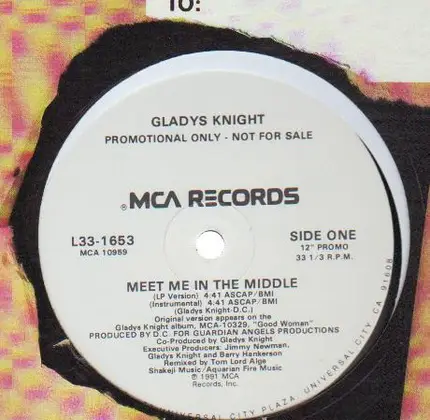 TO:
GLADYS KNIGHT
PROMOTIONAL ONLY - NOT FOR SALE
®MCA RECORDS
L33-1653
MCA 10989
SIDE ONE
12" PROMO
33 1/3 R.P.M.
MEET ME IN THE MIDDLE
(LP Version) 4:41 ASCAP/BMI
(Instrumental) 4:41 ASCAP/BMI
(Gladys Knight-D.C.)
Original version appears on the
Gladys Knight album, MCA-10329, "Good Woman"
PRODUCED BY D.C. FOR GUARDIAN ANGELS PRODUCTIONS
Co-Produced by Gladys Knight
Executive Producers: Jimmy Newman,
Gladys Knight and Barry Hankerson
Remixed by Tom Lord Alge
Shakeji Music/Aquarian Fire Music
℗ 1991 MCA
Records, Inc.
UNIVERSAL CITY PLAZA, UNIVERSAL CITY, CA 91608